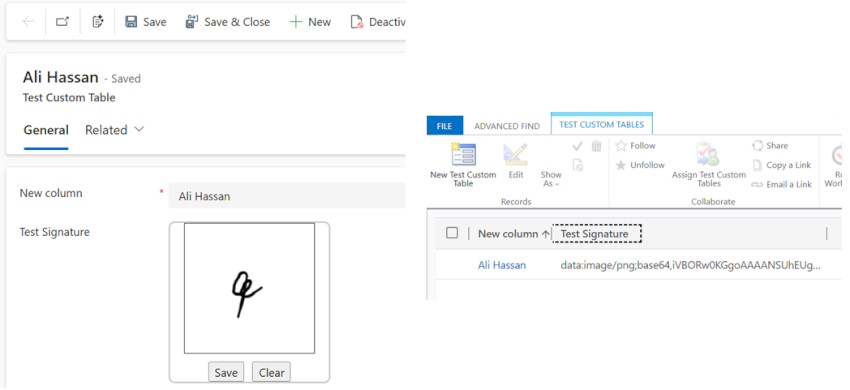 Save
Save & Close
New
Deactiv
Ali Hassan - Saved
Test Custom Table
General
Related
New column
*
Ali Hassan
Test Signature
Save
Clear
FILE
ADVANCED FIND
TEST CUSTOM TABLES
New Test Custom
Table
Edit
Show
As
Follow
Unfollow
Assign Test Custom
Tables
Share
Copy a Link
Email a Link
Records
Collaborate
New column
Test Signature
Ali Hassan
data:image/png;base64,iVBORw0KGgoAAAANSUhEUg...